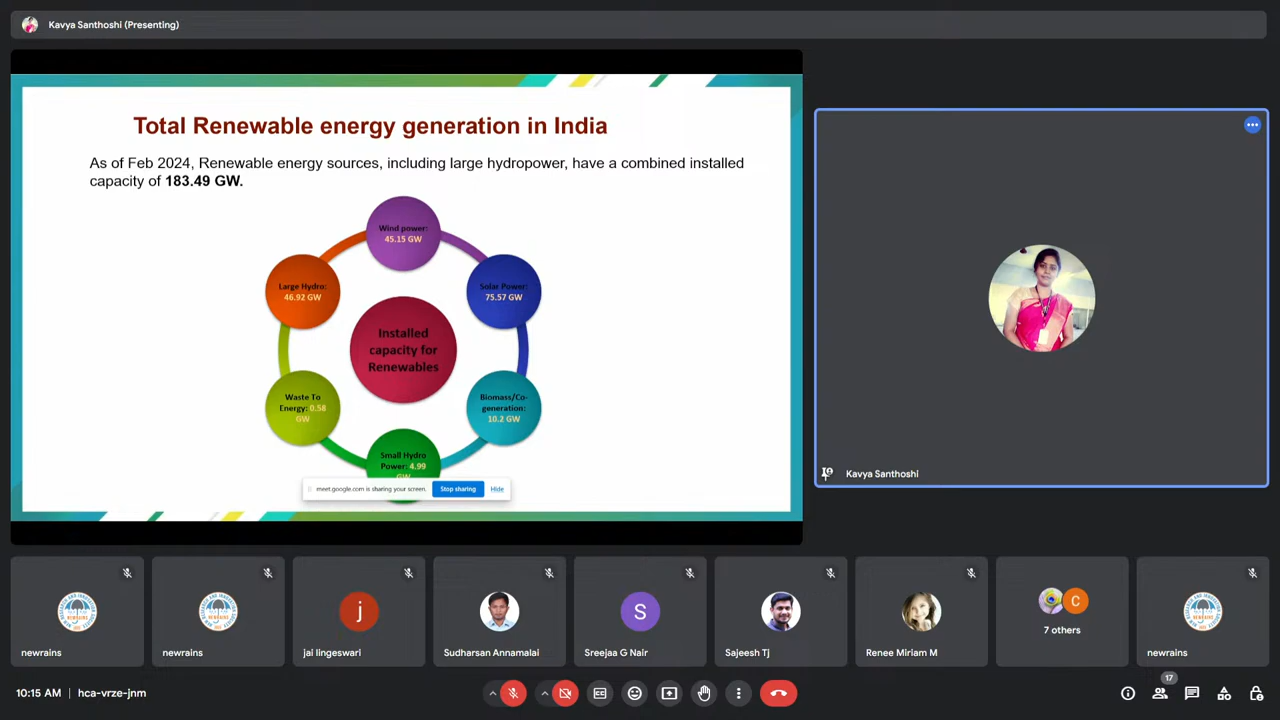 Kavya Santhoshi (Presenting)
Total Renewable energy generation in India
As of Feb 2024, Renewable energy sources, including large hydropower, have a combined installed
capacity of 183.49 GW.
Wind power:
45.15 GW
Large Hydro:
46.92 GW
Solar Power:
75.57 GW
Installed
capacity for
Renewables
Waste To
Energy: 0.58
GW
Biomass/Co-
generation:
10.2 GW
Small Hydro
Power: 4.99
GW
meet.google.com is sharing your screen.
Stop sharing
Hide
Kavya Santhoshi
NEWRAINS
newrains
NEWRAINS
newrains
j
jai lingeswari
Sudharsan Annamalai
S
Sreejaa G Nair
Sajeesh Tj
Renee Miriam M
C
7 others
NEWRAINS
newrains
10:15 AM | hca-vrze-jnm
17